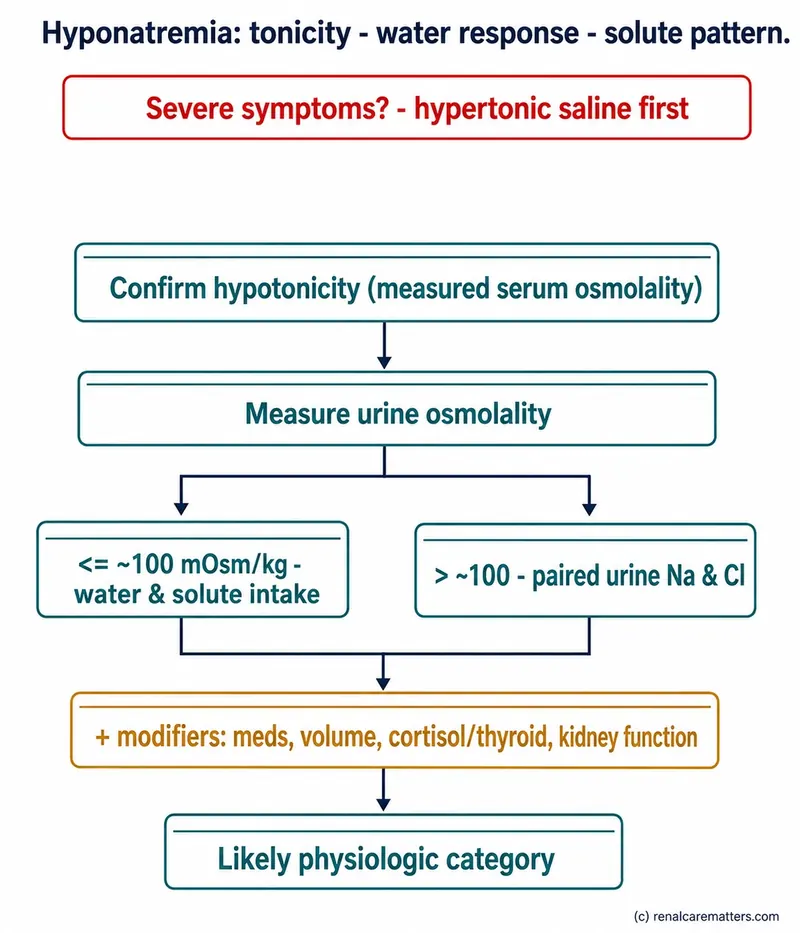 Hyponatremia: tonicity - water response - solute pattern.
Severe symptoms? - hypertonic saline first
Confirm hypotonicity (measured serum osmolality)
Measure urine osmolality
<= ~100 mOsm/kg -
water & solute intake
> ~100 - paired urine Na & Cl
+ modifiers: meds, volume, cortisol/thyroid, kidney function
Likely physiologic category
(c) renalcarematters.com